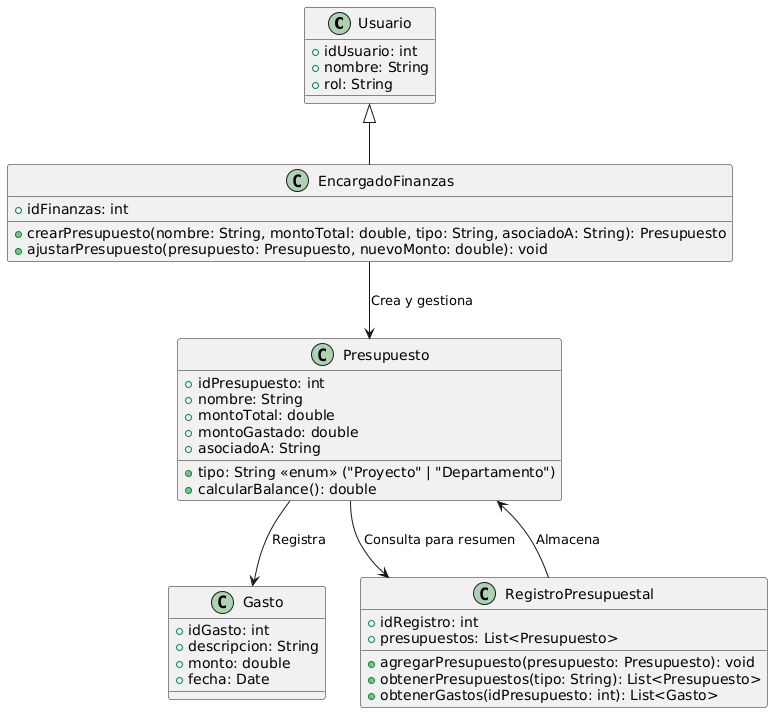 C Usuario
idUsuario: int
nombre: String
rol: String
C EncargadoFinanzas
idFinanzas: int
crearPresupuesto(nombre: String, montoTotal: double, tipo: String, asociadoA: String): Presupuesto
ajustarPresupuesto(presupuesto: Presupuesto, nuevoMonto: double): void
Crea y gestiona
C Presupuesto
idPresupuesto: int
nombre: String
montoTotal: double
montoGastado: double
asociadoA: String
tipo: String «enum» ("Proyecto" | "Departamento")
calcularBalance(): double
Registra
Consulta para resumen
Almacena
C Gasto
idGasto: int
descripcion: String
monto: double
fecha: Date
C RegistroPresupuestal
idRegistro: int
presupuestos: List<Presupuesto>
agregarPresupuesto(presupuesto: Presupuesto): void
obtenerPresupuestos(tipo: String): List<Presupuesto>
obtenerGastos(idPresupuesto: int): List<Gasto>